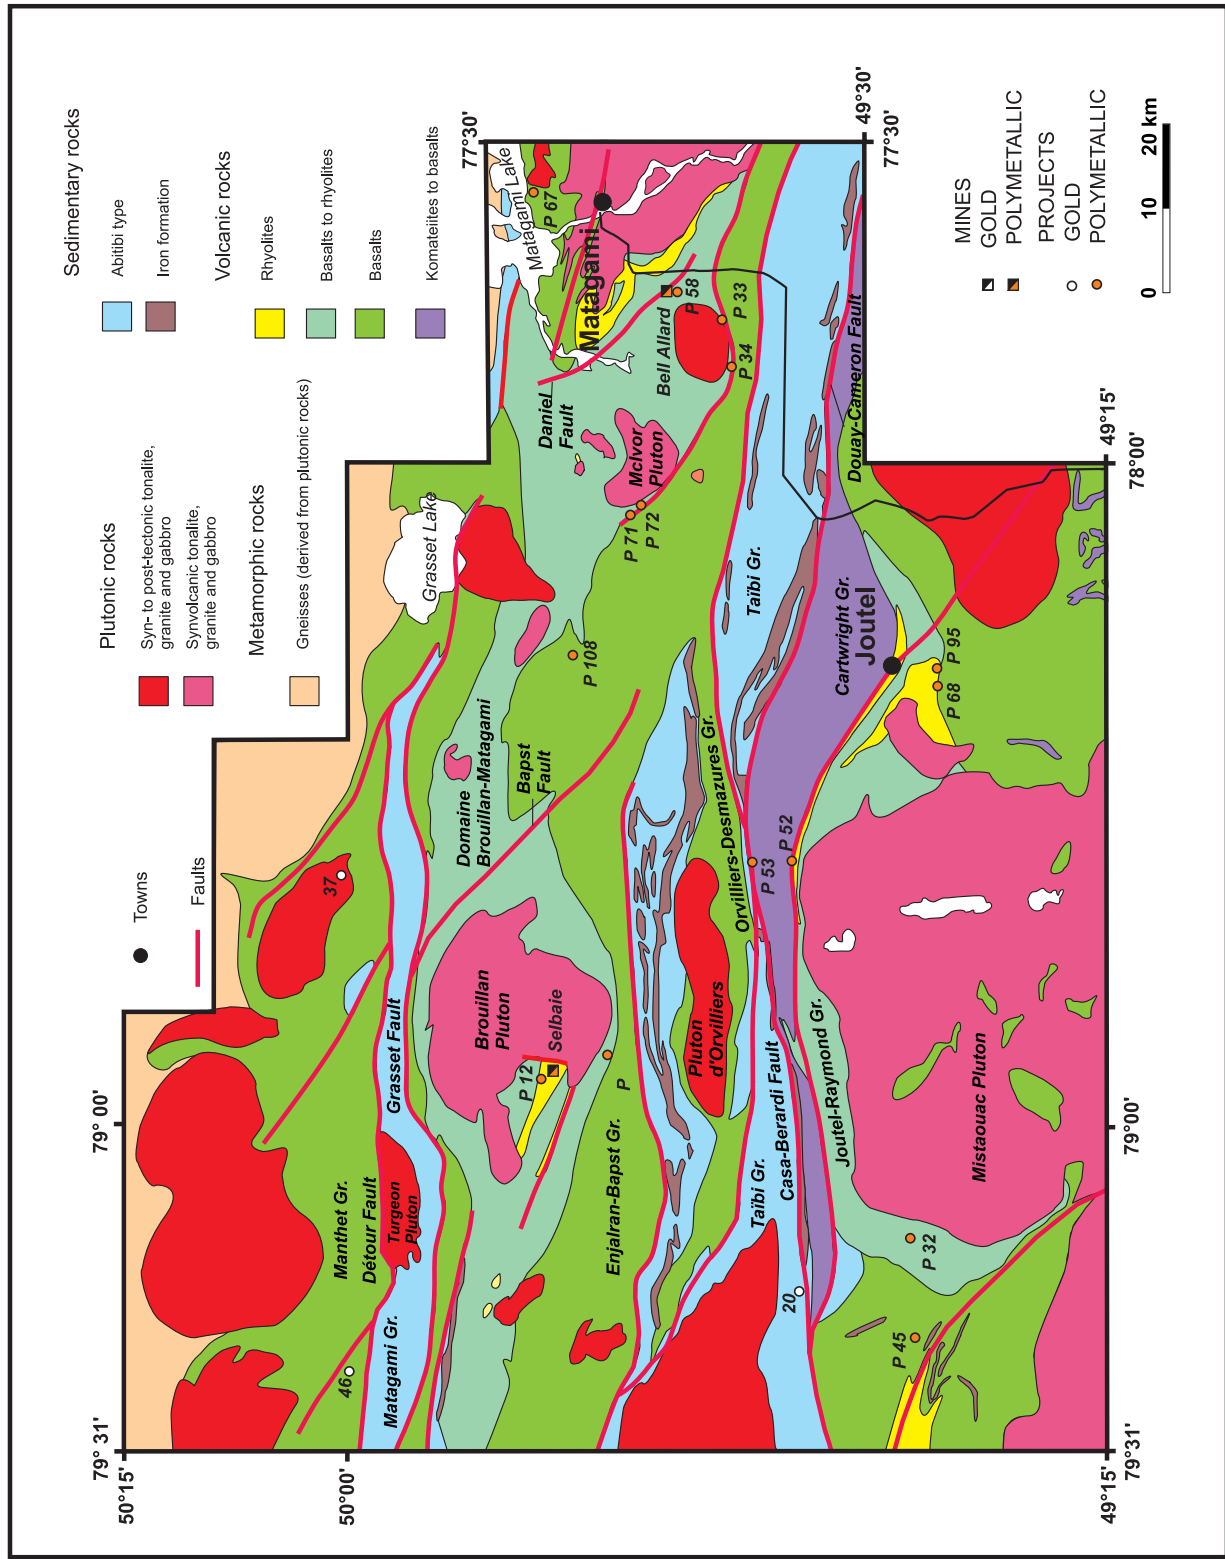 Plutonic rocks
Syn- to post-tectonic tonalite,
granite and gabbro
Synvolcanic tonalite,
granite and gabbro
Metamorphic rocks
Gneisses (derived from plutonic rocks)
Sedimentary rocks
Abitibi type
Iron formation
Volcanic rocks
Rhyolites
Basalts to rhyolites
Basalts
Komateiites to basalts
Towns
Faults
MINES
GOLD
POLYMETALLIC
PROJECTS
GOLD
POLYMETALLIC
0
10
20 km
79° 31'
50°15'
50°00'
79° 00'
77°30'
49°30'
77°30'
49°15'
78°00'
79°00'
49°15'
79°31'
Matagami Lake
P 67
Matagami
Bell Allard
P 58
P 33
P 34
Daniel
Fault
McIvor
Pluton
P 71
P 72
Grasset Lake
P 108
Domaine
Brouillan-Matagami
Bapst
Fault
37
Grasset Fault
Brouillan
Pluton
Selbaie
P 12
P
Enjalran-Bapst Gr.
Manthet Gr.
Détour Fault
Turgeon
Pluton
Matagami Gr.
46
Pluton
d'Orvilliers
Orvilliers-Desmazures Gr.
Taïbi Gr.
Cartwright Gr.
Joutel
Douay-Cameron Fault
P 95
P 68
P 53
P 52
Taïbi Gr.
Casa-Berardi Fault
Joutel-Raymond Gr.
Mistaouac Pluton
20
P 32
P 45